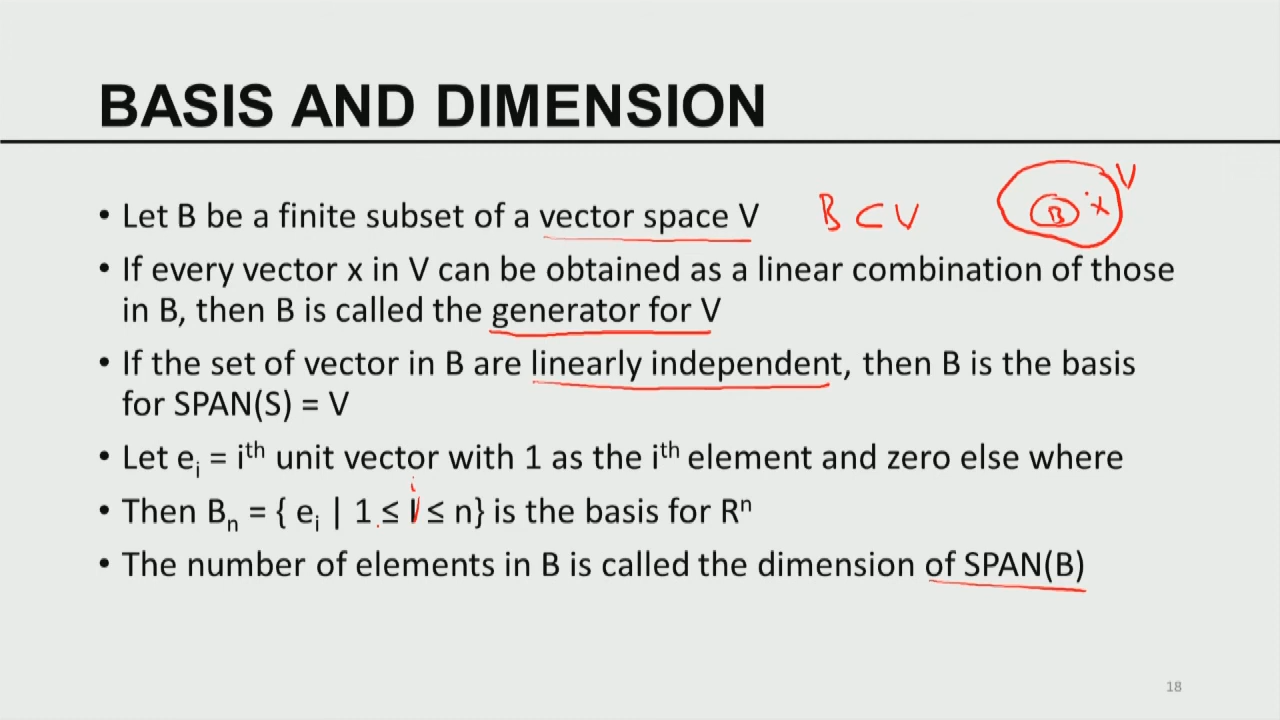 BASIS AND DIMENSION
• Let B be a finite subset of a vector space V B ⊂ V B x V
• If every vector x in V can be obtained as a linear combination of those
in B, then B is called the generator for V
• If the set of vector in B are linearly independent, then B is the basis
for SPAN(S) = V
• Let eᵢ = iᵗʰ unit vector with 1 as the iᵗʰ element and zero else where
i
• Then Bₙ = { eᵢ | 1 ≤ I ≤ n} is the basis for Rⁿ
• The number of elements in B is called the dimension of SPAN(B)
18